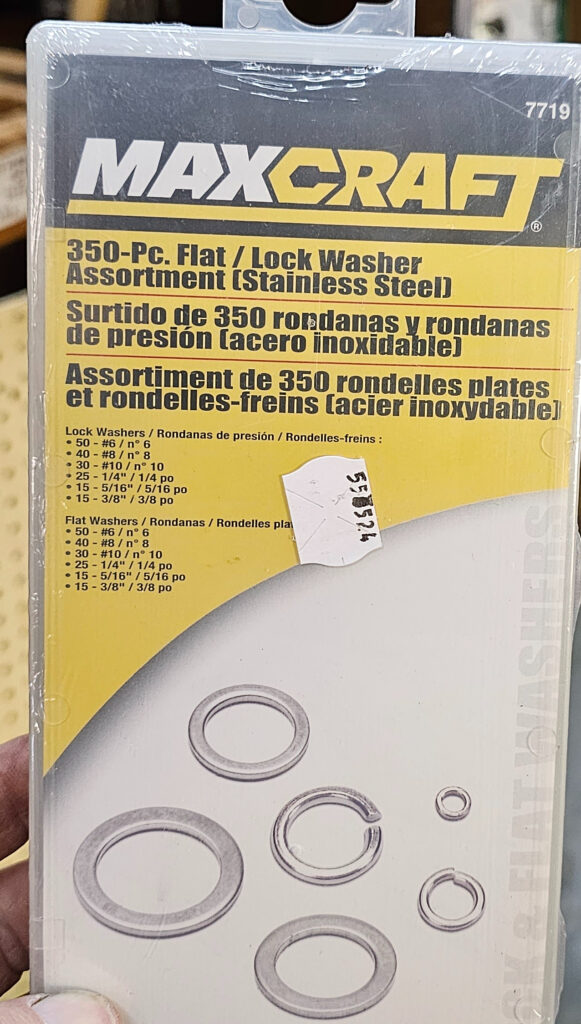 7719
MAXCRAFT®
350-Pc. Flat / Lock Washer
Assortment (Stainless Steel)
Surtido de 350 rondanas y rondanas
de presión (acero inoxidable)
Assortiment de 350 rondelles plates
et rondelles-freins (acier inoxydable)
Lock Washers / Rondanas de presión / Rondelles-freins :
• 50 - #6 / n° 6
• 40 - #8 / n° 8
• 30 - #10 / n° 10
• 25 - 1/4" / 1/4 po
• 15 - 5/16" / 5/16 po
• 15 - 3/8" / 3/8 po
Flat Washers / Rondanas / Rondelles pla
• 50 - #6 / n° 6
• 40 - #8 / n° 8
• 30 - #10 / n° 10
• 25 - 1/4" / 1/4 po
• 15 - 5/16" / 5/16 po
• 15 - 3/8" / 3/8 po
CK & FLAT WASHERS